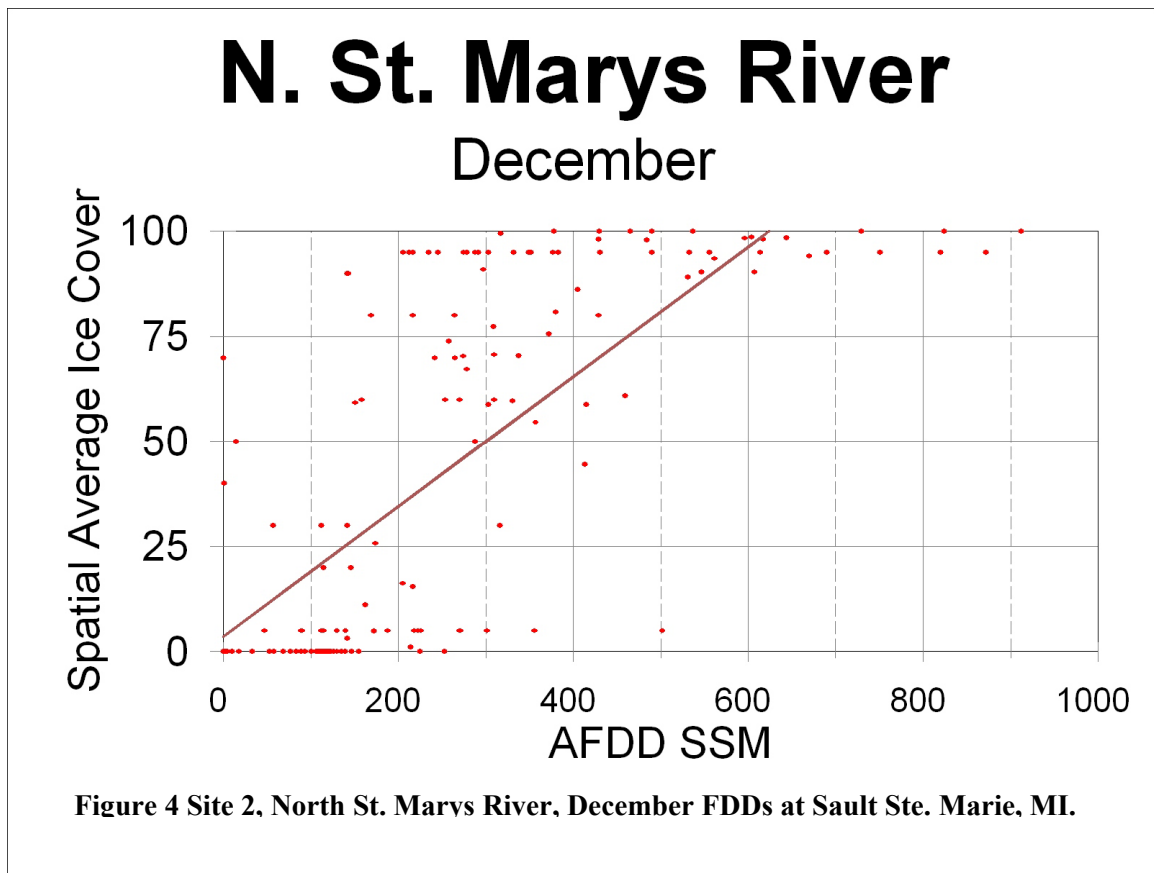 N. St. Marys River
December
Spatial Average Ice Cover
100
75
50
25
0
0 200 400 600 800 1000
AFDD SSM
Figure 4 Site 2, North St. Marys River, December FDDs at Sault Ste. Marie, MI.